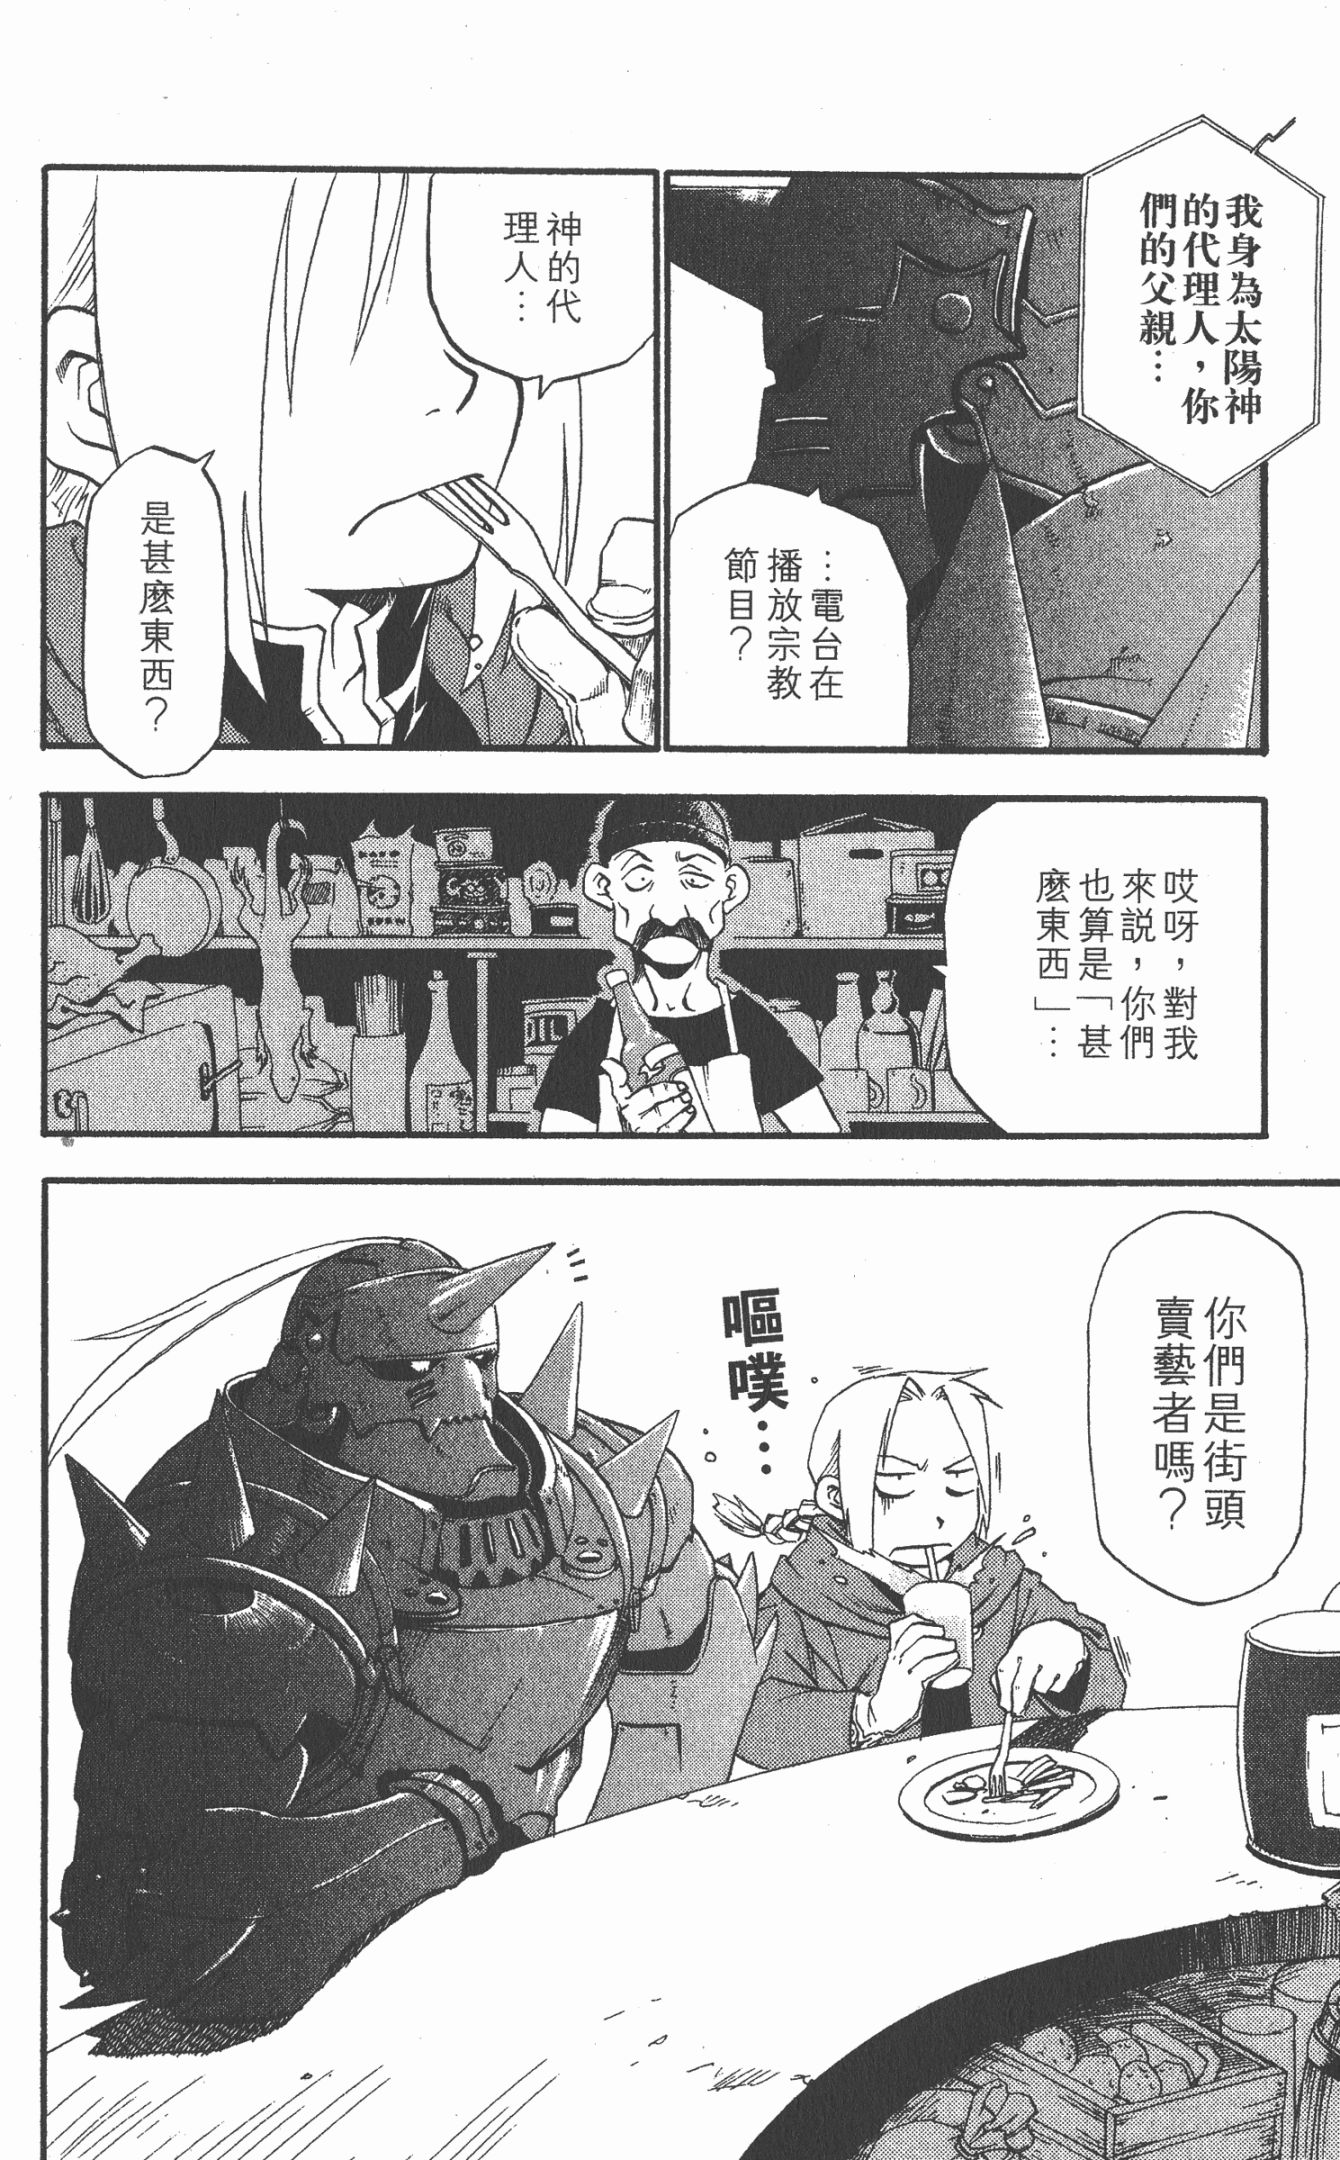 我身為太陽神
的代理人，你
們的父親…
…電台在
播放宗教
節目？
神的代
理人…
是甚麽東西？
哎呀，對我
來說，你們
也算是「甚
麽東西」…
你們是街頭
賣藝者嗎？
嘔噗…